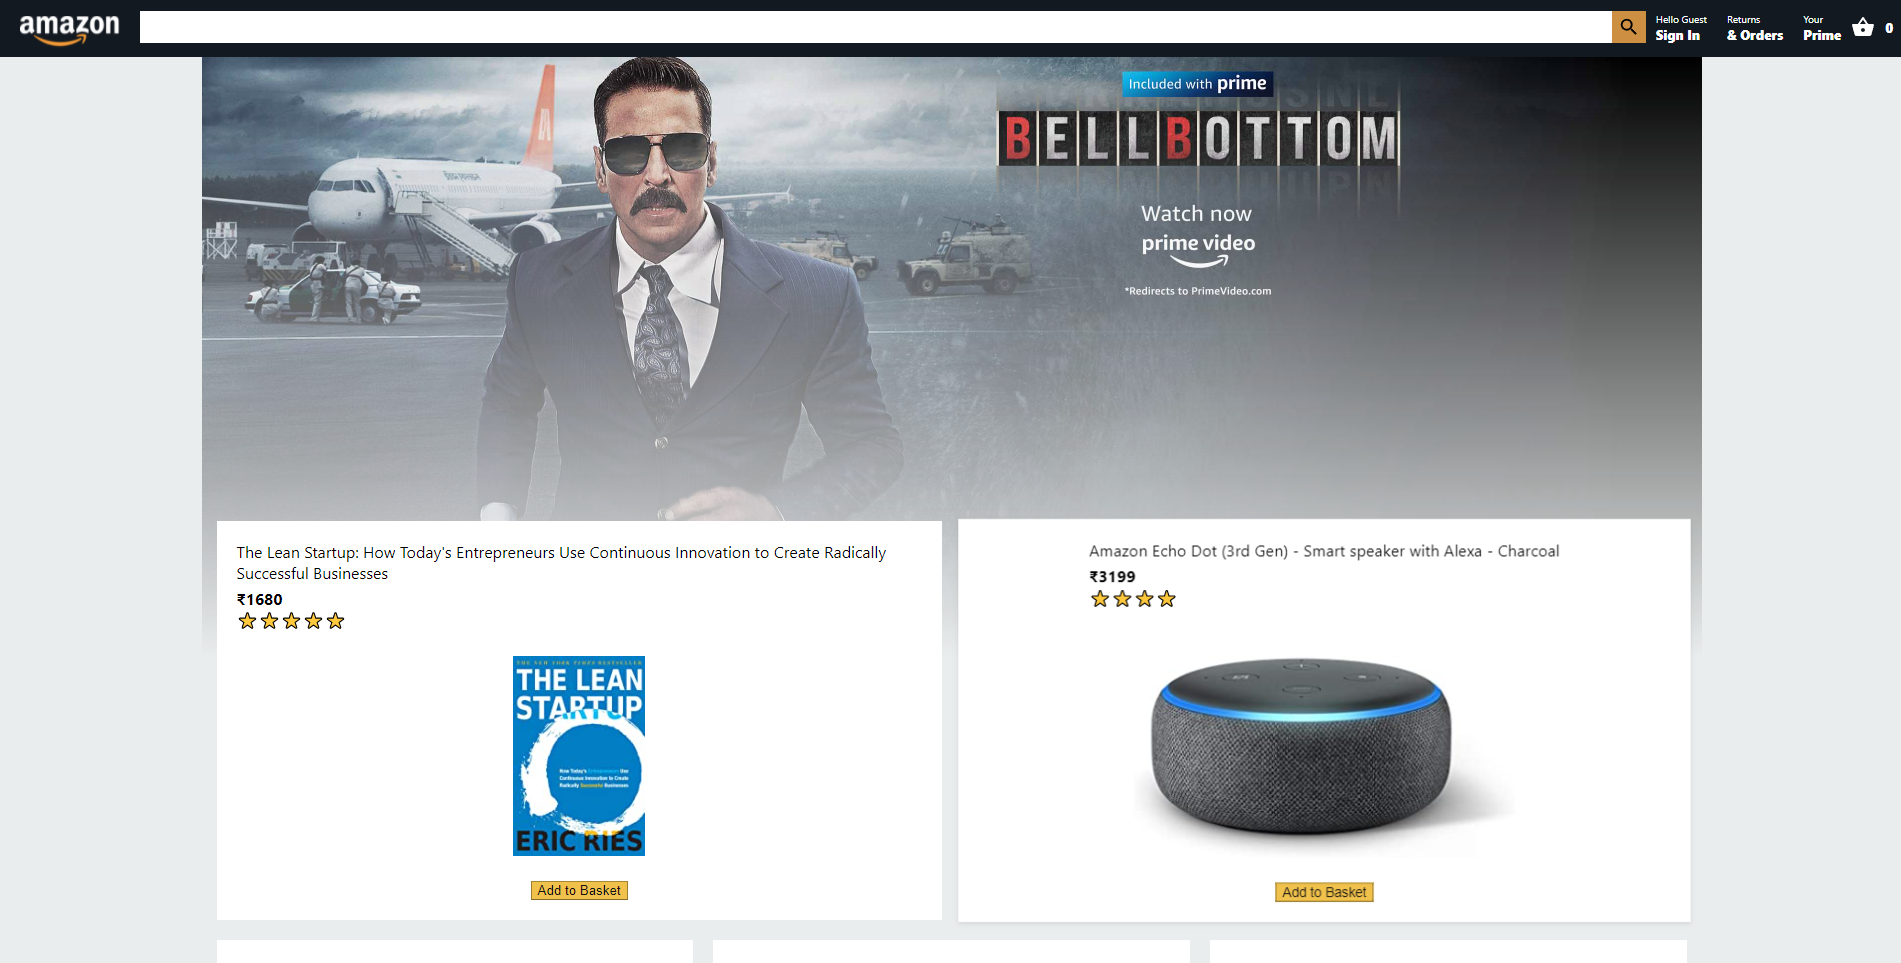 amazon
Hello Guest
Sign In
Returns
& Orders
Your
Prime
0
Included with prime
BELLBOTTOM
Watch now
prime video
*Redirects to PrimeVideo.com
The Lean Startup: How Today's Entrepreneurs Use Continuous Innovation to Create Radically
Successful Businesses
₹1680
THE NEW YORK TIMES BESTSELLER
THE LEAN
STARTUP
How Today's Entrepreneurs Use
Continuous Innovation to Create
Radically Successful Businesses
ERIC RIES
Add to Basket
Amazon Echo Dot (3rd Gen) - Smart speaker with Alexa - Charcoal
₹3199
Add to Basket